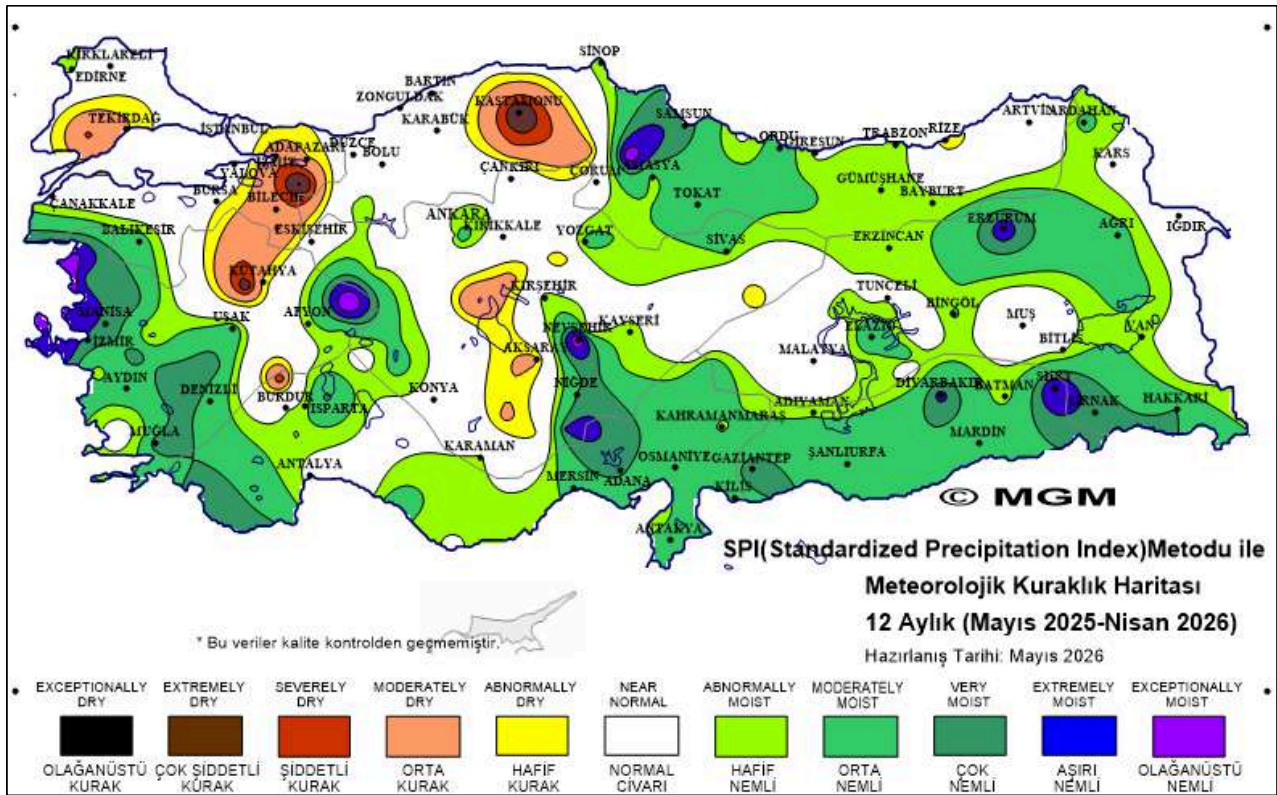 SİNOP
KIRKLARELİ
EDİRNE
BARTIN
ZONGULDAK
KASTAMONU
SAMSUN
ARTVİN
ARDAHAN
TEKİRDAĞ
İSTANBUL
KARABÜK
ORDU
GİRESUN
TRABZON
RİZE
ADAPAZARI
DÜZCE
BOLU
KARS
YALOVA
ÇANKIRI
ÇORUM
AMASYA
BURSA
BİLECİK
TOKAT
GÜMÜŞHANE
BAYBURT
ÇANAKKALE
ANKARA
KIRIKKALE
ERZURUM
AĞRI
IĞDIR
BALIKESİR
ESKİŞEHİR
YOZGAT
SİVAS
ERZİNCAN
KÜTAHYA
KIRŞEHİR
TUNCELİ
BİNGÖL
MANİSA
UŞAK
AFYON
NEVŞEHİR
KAYSERİ
ELAZIĞ
MUŞ
VAN
İZMİR
AKSARAY
MALATYA
BİTLİS
AYDIN
DENİZLİ
BURDUR
ISPARTA
KONYA
NİĞDE
DİYARBAKIR
BATMAN
SİİRT
ŞIRNAK
HAKKARİ
MUĞLA
KAHRAMANMARAŞ
ADIYAMAN
MARDİN
ANTALYA
KARAMAN
MERSİN
ADANA
OSMANİYE
GAZİANTEP
ŞANLIURFA
KİLİS
ANTAKYA
© MGM
SPI(Standardized Precipitation Index)Metodu ile
Meteorolojik Kuraklık Haritası
12 Aylık (Mayıs 2025-Nisan 2026)
Hazırlanış Tarihi: Mayıs 2026
* Bu veriler kalite kontrolden geçmemiştir.
EXCEPTIONALLY DRY
EXTREMELY DRY
SEVERELY DRY
MODERATELY DRY
ABNORMALLY DRY
NEAR NORMAL
ABNORMALLY MOIST
MODERATELY MOIST
VERY MOIST
EXTREMELY MOIST
EXCEPTIONALLY MOIST
OLAĞANÜSTÜ KURAK
ÇOK ŞİDDETLİ KURAK
ŞİDDETLİ KURAK
ORTA KURAK
HAFİF KURAK
NORMAL CİVARI
HAFİF NEMLİ
ORTA NEMLİ
ÇOK NEMLİ
AŞIRI NEMLİ
OLAĞANÜSTÜ NEMLİ